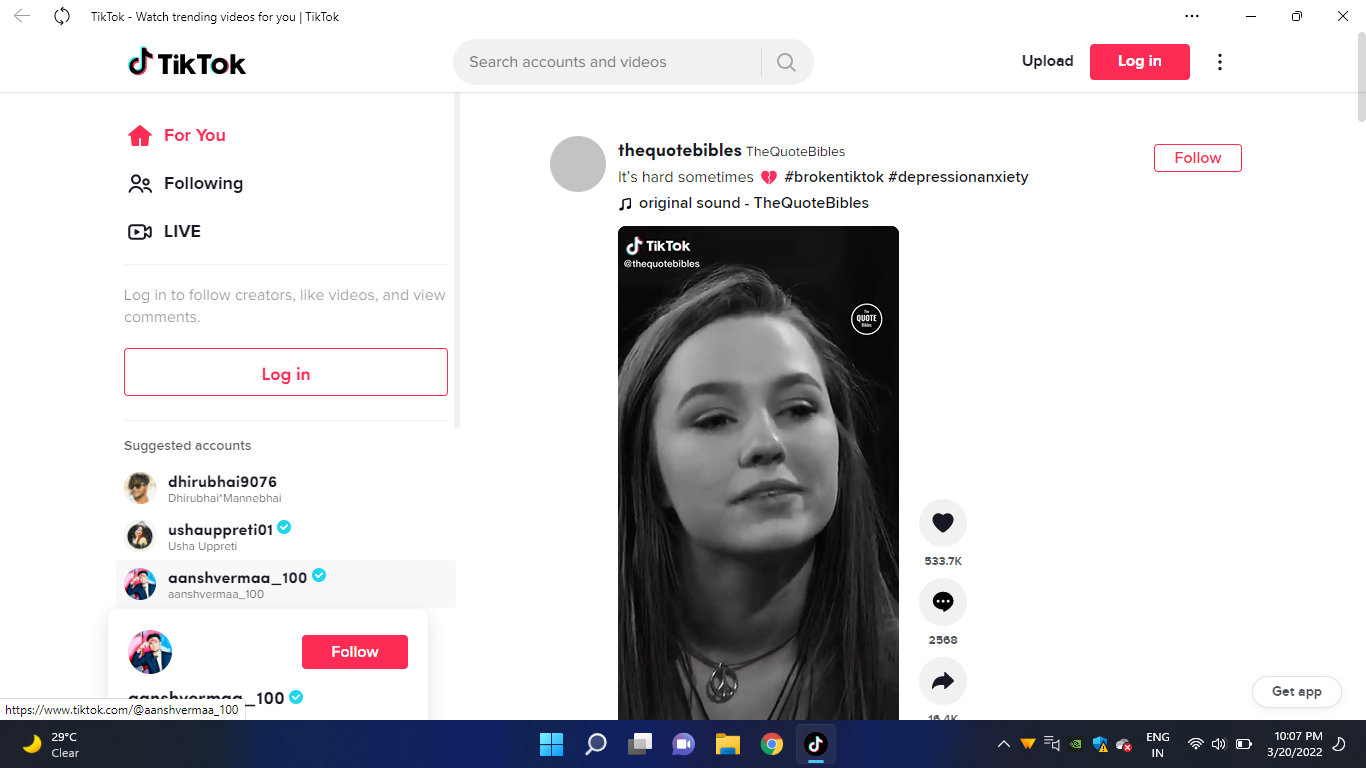 TikTok - Watch trending videos for you | TikTok
TikTok
Search accounts and videos
Upload
Log in
For You
Following
LIVE
Log in to follow creators, like videos, and view
comments.
Log in
Suggested accounts
dhirubhai9076
Dhirubhai*Mannebhai
ushauppreti01
Usha Uppreti
aanshvermaa_100
aanshvermaa_100
Follow
aanshvermaa_100
https://www.tiktok.com/@aanshvermaa_100
thequotebibles TheQuoteBibles
Follow
It's hard sometimes 💔 #brokentiktok #depressionanxiety
original sound - TheQuoteBibles
TikTok
@thequotebibles
The
QUOTE
Bibles
533.7K
2568
16.4K
Get app
29°C
Clear
ENG
IN
10:07 PM
3/20/2022